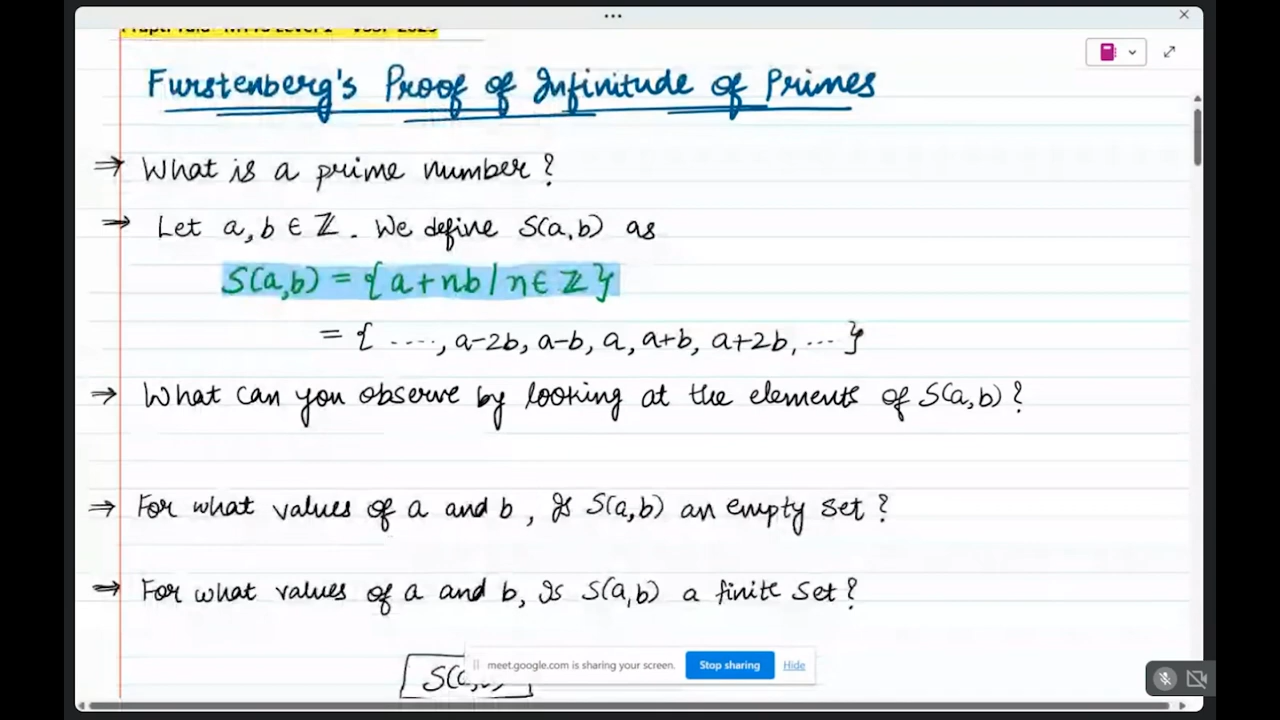 Furstenberg's Proof of Infinitude of Primes
⇒ What is a prime number?
⇒ Let a, b ∈ ℤ. We define S(a,b) as
S(a,b) = { a+nb | n ∈ ℤ }
= { ...., a-2b, a-b, a, a+b, a+2b, ... }
⇒ What can you observe by looking at the elements of S(a,b)?
⇒ For what values of a and b, Is S(a,b) an empty set?
⇒ For what values of a and b, Is S(a,b) a finite set?
meet.google.com is sharing your screen. Stop sharing Hide